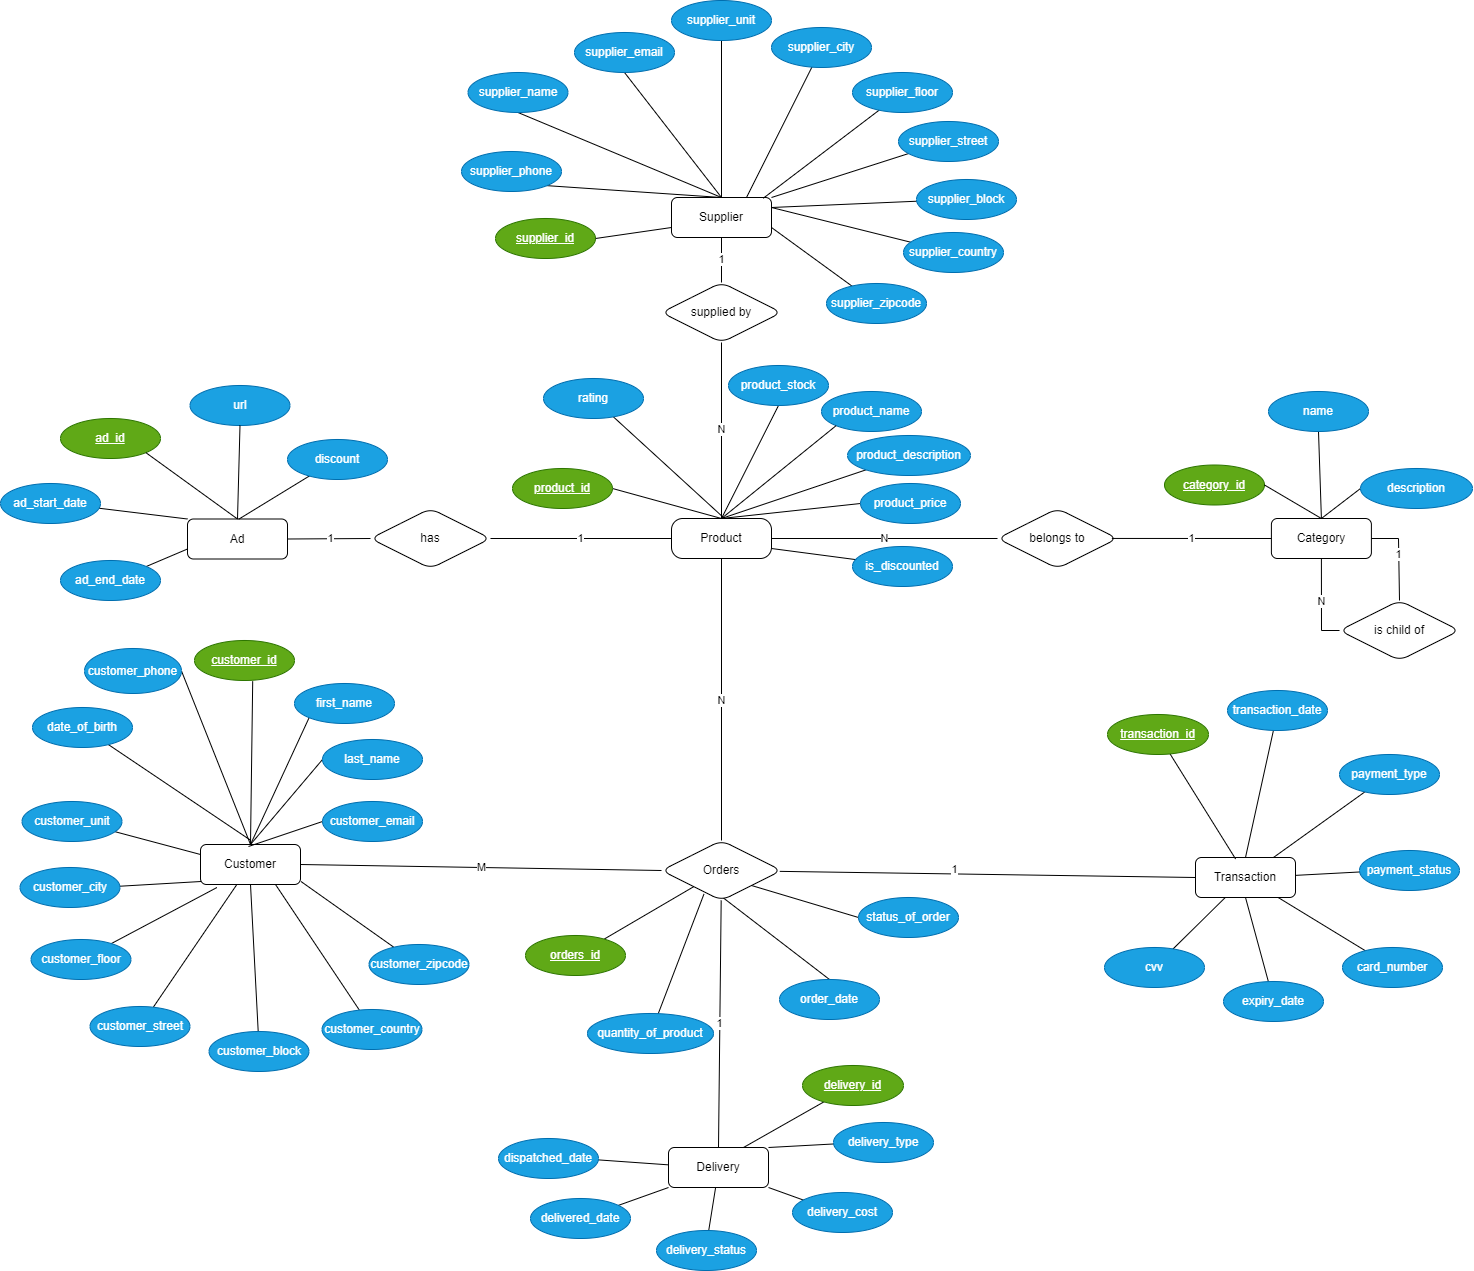 supplier_unit
supplier_city
supplier_email
supplier_name
supplier_floor
supplier_street
supplier_phone
supplier_block
Supplier
supplier_id
supplier_country
1
supplier_zipcode
supplied by
product_stock
rating
url
product_name
name
N
ad_id
product_description
discount
category_id
product_id
description
ad_start_date
product_price
Ad
1
has
1
Product
N
belongs to
1
Category
1
is_discounted
ad_end_date
N
is child of
customer_id
customer_phone
first_name
N
transaction_date
date_of_birth
transaction_id
last_name
payment_type
customer_unit
customer_email
Customer
M
Orders
1
payment_status
Transaction
customer_city
status_of_order
orders_id
customer_floor
customer_zipcode
cvv
card_number
order_date
expiry_date
customer_street
customer_country
1
quantity_of_product
customer_block
delivery_id
delivery_type
dispatched_date
Delivery
delivery_cost
delivered_date
delivery_status